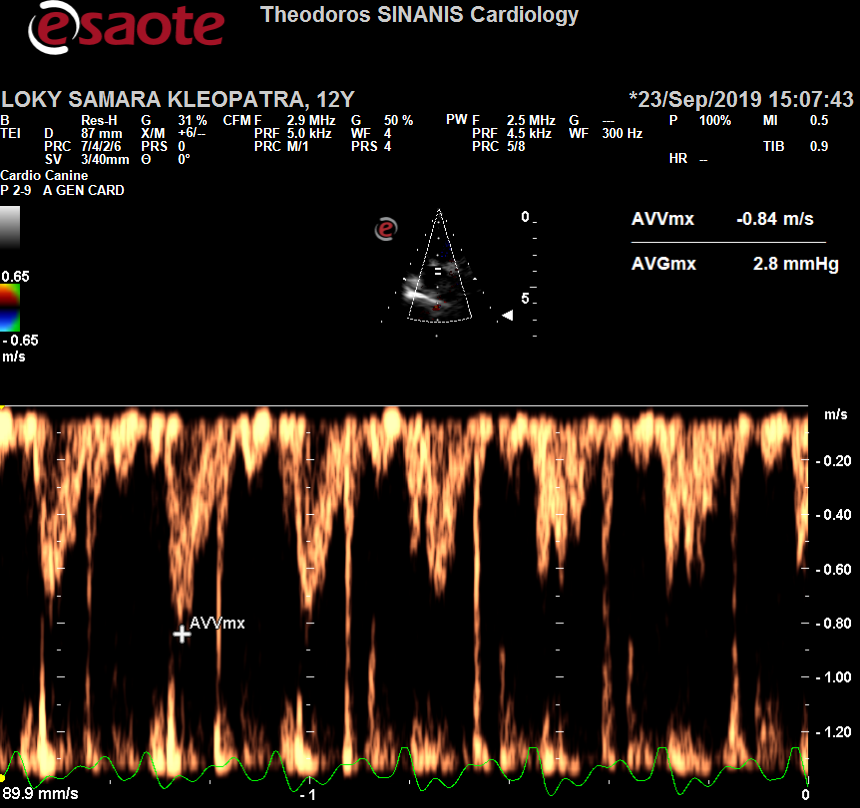 esaote
Theodoros SINANIS Cardiology
LOKY SAMARA KLEOPATRA, 12Y
*23/Sep/2019 15:07:43
B Res-H G 31 % CFM F 2.9 MHz G 50 % PW F 2.5 MHz G --- P 100% MI 0.5
TEI D 87 mm X/M +6/-- PRF 5.0 kHz WF 4 PRF 4.5 kHz WF 300 Hz
PRC 7/4/2/6 PRS 0 PRC M/1 PRS 4 PRC 5/8 TIB 0.9
SV 3/40mm Θ 0° HR --
Cardio Canine
P 2-9 A GEN CARD
e
0
5
0.65
- 0.65
m/s
AVVmx -0.84 m/s
AVGmx 2.8 mmHg
m/s
- 0.20
- 0.40
- 0.60
AVVmx
- 0.80
- 1.00
- 1.20
89.9 mm/s
- 1
0